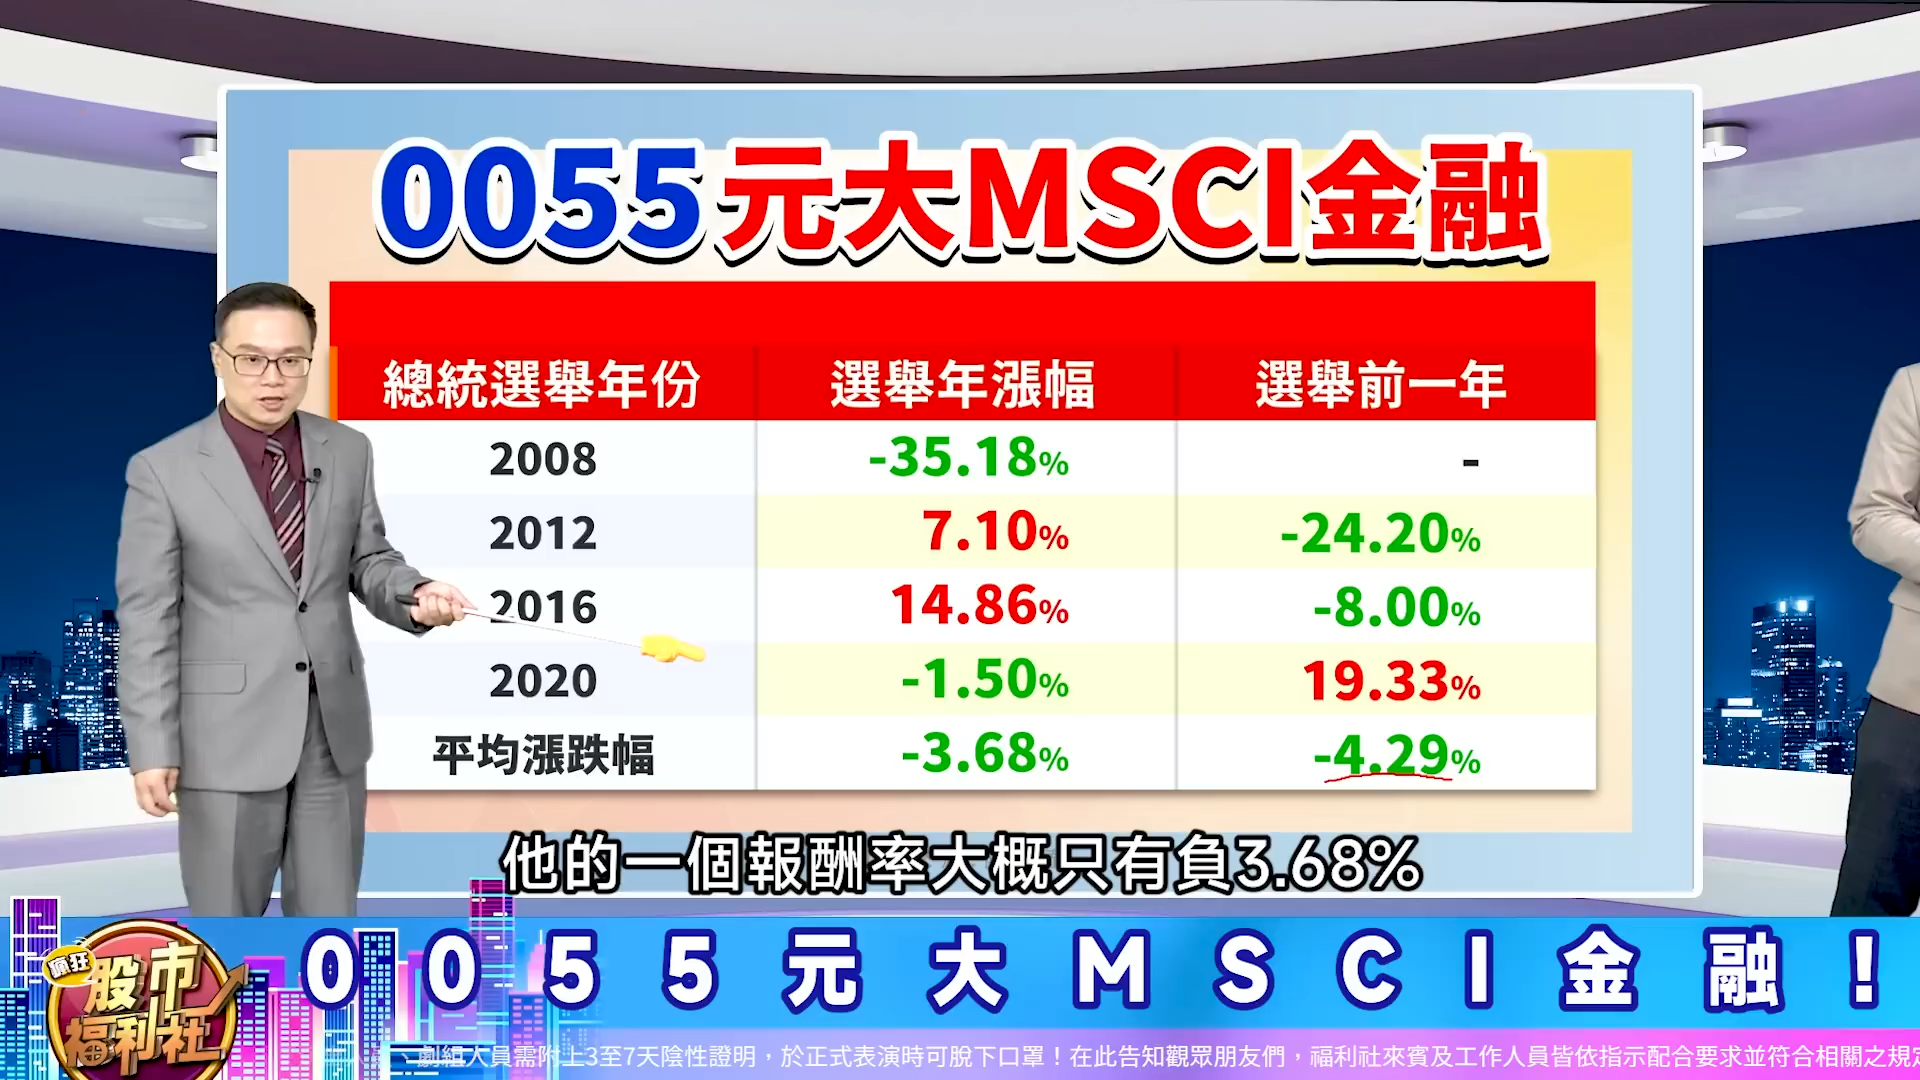 0055元大MSCI金融
總統選舉年份 選舉年漲幅 選舉前一年
2008 -35.18% -
2012 7.10% -24.20%
2016 14.86% -8.00%
2020 -1.50% 19.33%
平均漲跌幅 -3.68% -4.29%
他的一個報酬率大概只有負3.68%
瘋狂
股市
福利社
0055元大MSCI金融!
劇組人員需附上3至7天陰性證明，於正式表演時可脫下口罩！在此告知觀眾朋友們，福利社來賓及工作人員皆依指示配合要求並符合相關之規定